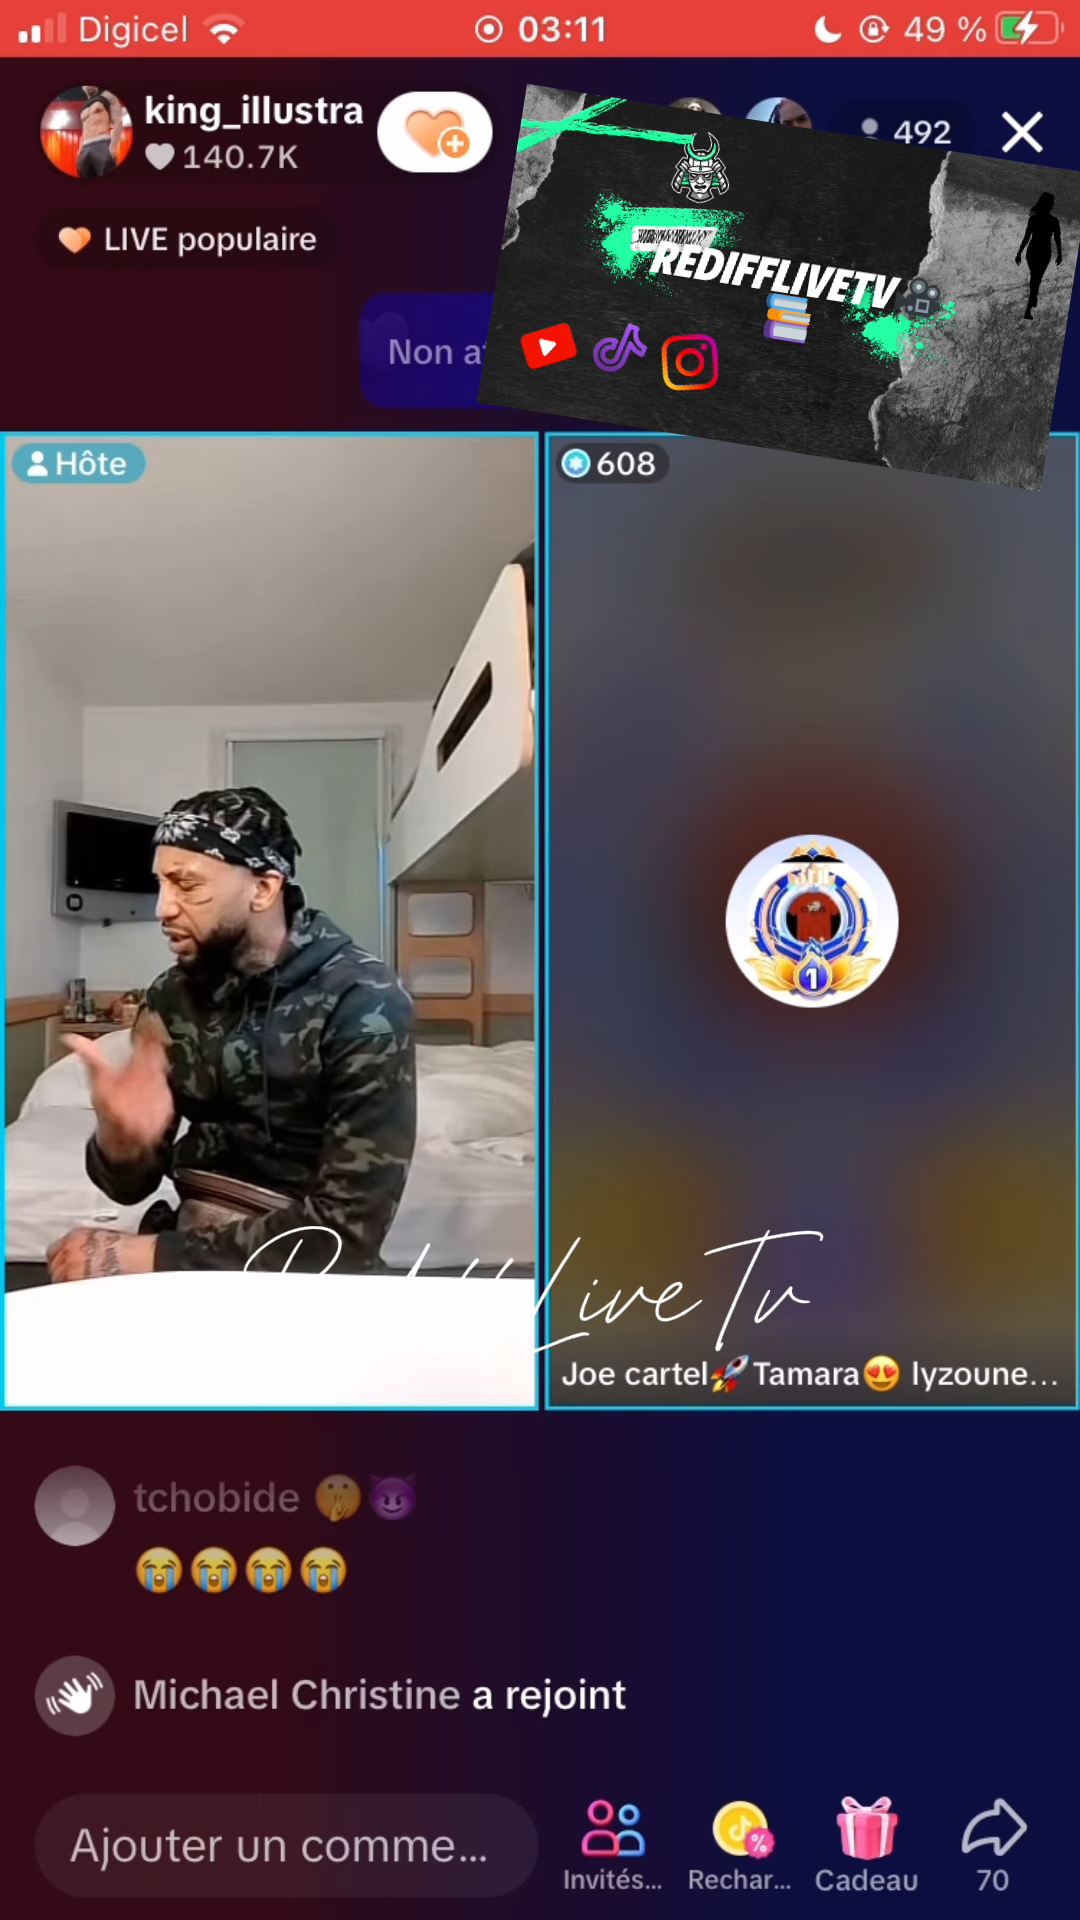 Digicel
03:11
49 %
king_illustra
140.7K
492
LIVE populaire
REDIFFLIVETV
Non a
Hôte
608
1
Live Tv
Joe cartel🚀Tamara😍 lyzoune...
tchobide 🤫😈
😭😭😭😭
Michael Christine a rejoint
Ajouter un comme...
Invités...
Rechar...
Cadeau
70